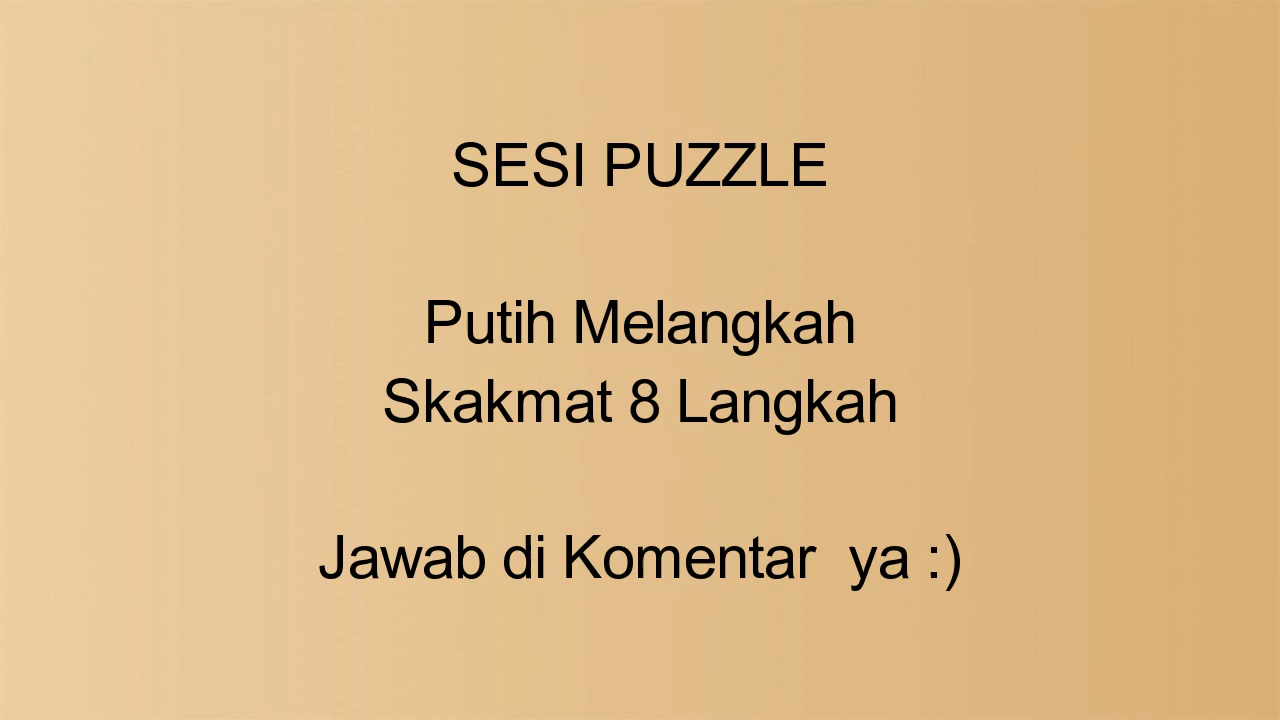 SESI PUZZLE
Putih Melangkah
Skakmat 8 Langkah
Jawab di Komentar  ya :)